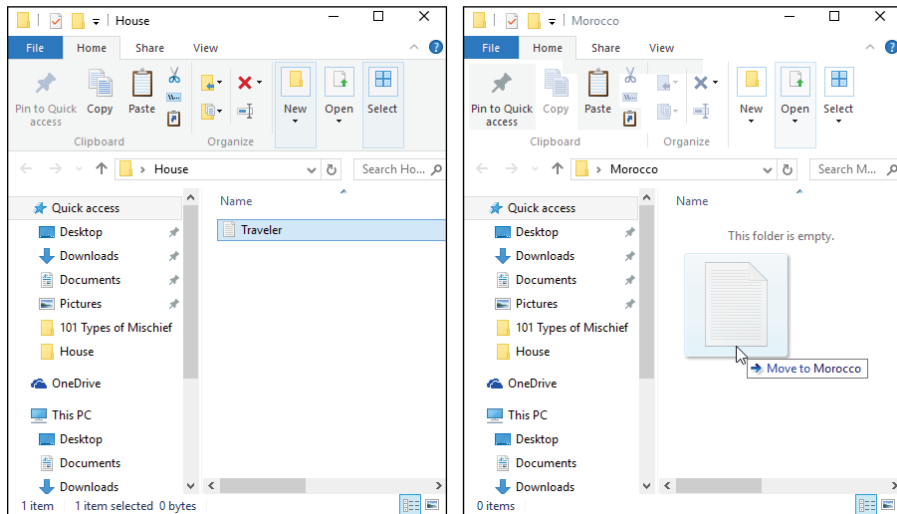 House
File Home Share View
Pin to Quick access
Copy
Paste
New
Open
Select
Clipboard
Organize
House
Search Ho...
Quick access
Desktop
Downloads
Documents
Pictures
101 Types of Mischief
House
OneDrive
This PC
Desktop
Documents
Downloads
Name
Traveler
1 item 1 item selected 0 bytes
Morocco
File Home Share View
Pin to Quick access
Copy
Paste
New
Open
Select
Clipboard
Organize
Morocco
Search M...
Quick access
Desktop
Downloads
Documents
Pictures
101 Types of Mischief
House
OneDrive
This PC
Desktop
Documents
Downloads
Name
This folder is empty.
Move to Morocco
0 items